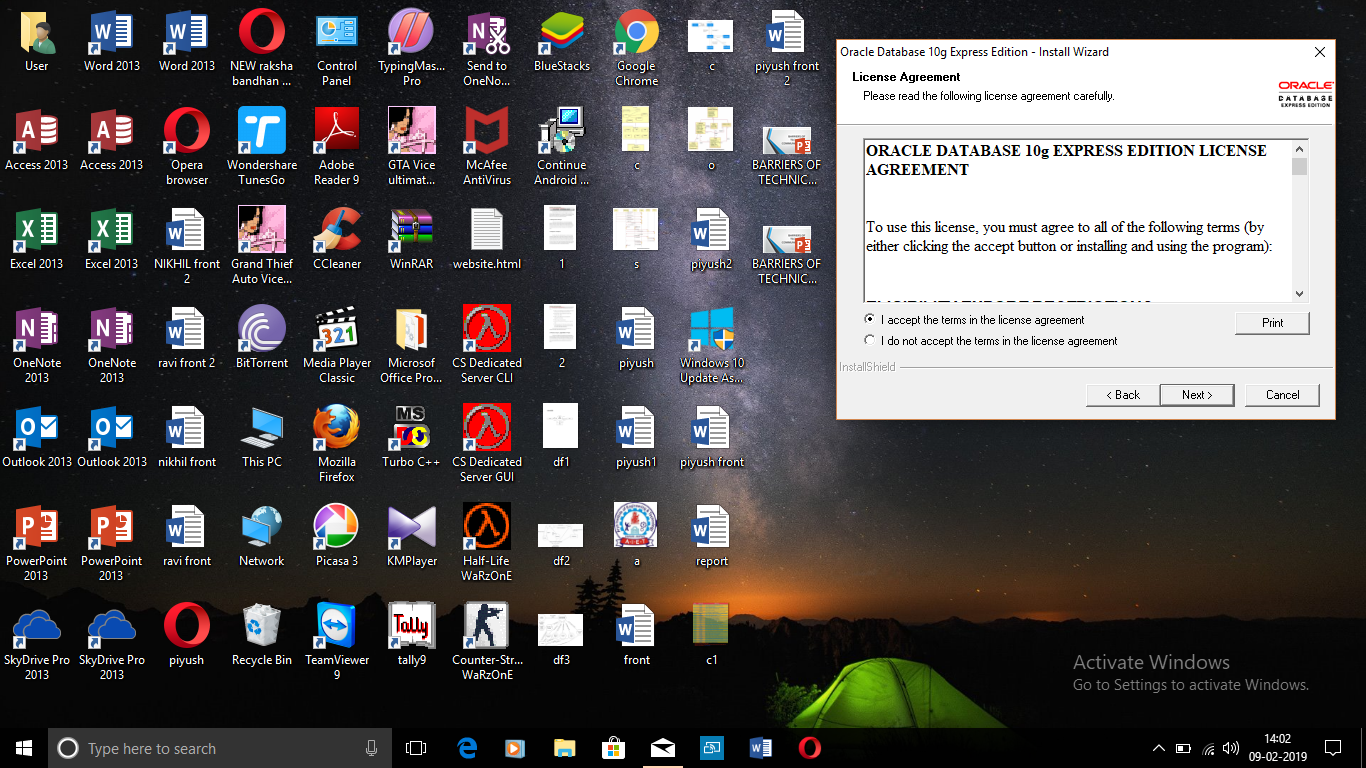 User
Word 2013
Word 2013
NEW raksha
bandhan ...
Control
Panel
TypingMas...
Pro
Send to
OneNo...
BlueStacks
Google
Chrome
c
piyush front
2
Access 2013
Access 2013
Opera
browser
Wondershare
TunesGo
Adobe
Reader 9
GTA Vice
ultimat...
McAfee
AntiVirus
Continue
Android ...
c
o
BARRIERS OF
TECHNIC...
Excel 2013
Excel 2013
NIKHIL front
2
Grand Thief
Auto Vice...
CCleaner
WinRAR
website.html
1
s
piyush2
BARRIERS OF
TECHNIC...
OneNote
2013
OneNote
2013
ravi front 2
BitTorrent
321
Media Player
Classic
Microsof
Office Pro...
CS Dedicated
Server CLI
2
piyush
Windows 10
Update As...
Outlook 2013
Outlook 2013
nikhil front
This PC
Mozilla
Firefox
MS
Turbo C++
CS Dedicated
Server GUI
df1
piyush1
piyush front
PowerPoint
2013
PowerPoint
2013
ravi front
Network
Picasa 3
KMPlayer
Half-Life
WaRzOnE
df2
a
report
SkyDrive Pro
2013
SkyDrive Pro
2013
piyush
Recycle Bin
TeamViewer
9
Tally
tally9
Counter-Str...
WaRzOnE
df3
front
c1
Oracle Database 10g Express Edition - Install Wizard
License Agreement
Please read the following license agreement carefully.
ORACLE
DATABASE
EXPRESS EDITION
ORACLE DATABASE 10g EXPRESS EDITION LICENSE
AGREEMENT
To use this license, you must agree to all of the following terms (by
either clicking the accept button or installing and using the program):
I accept the terms in the license agreement
Print
I do not accept the terms in the license agreement
InstallShield
< Back
Next >
Cancel
Activate Windows
Go to Settings to activate Windows.
Type here to search
14:02
09-02-2019